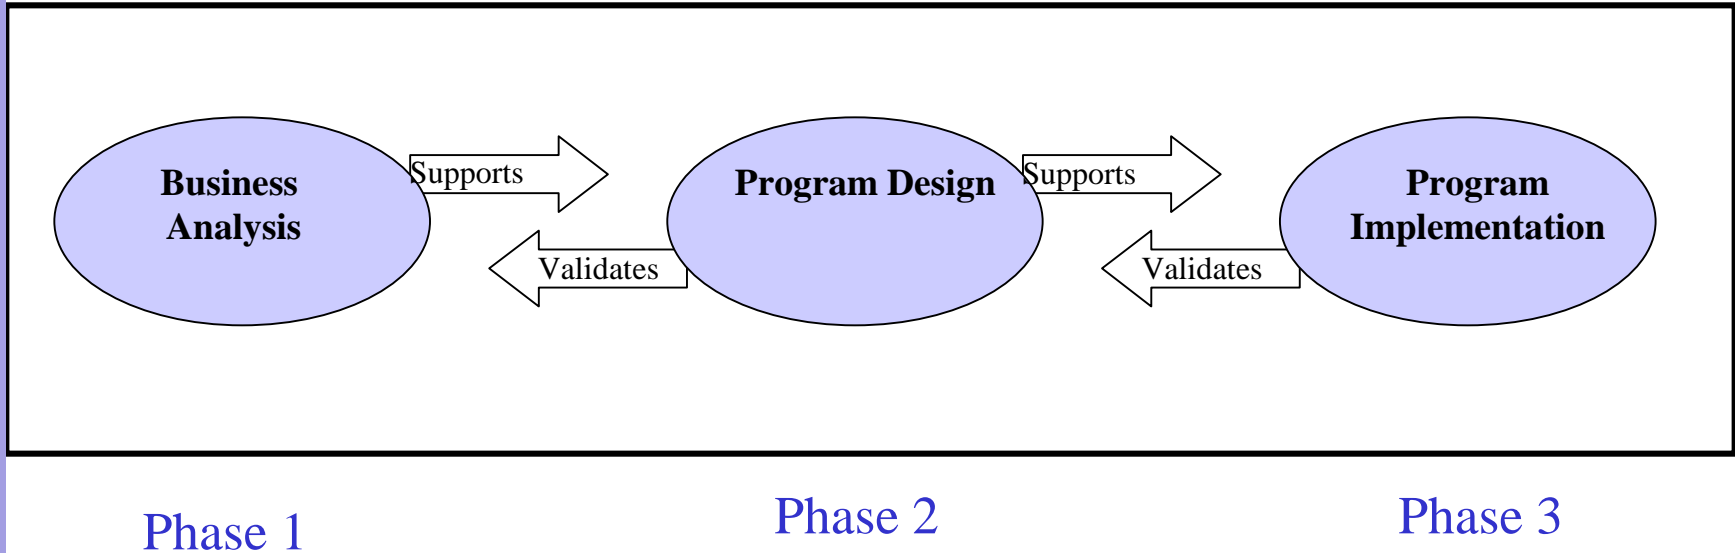 Business
Analysis
Supports
Validates
Program Design
Supports
Validates
Program
Implementation
Phase 1
Phase 2
Phase 3